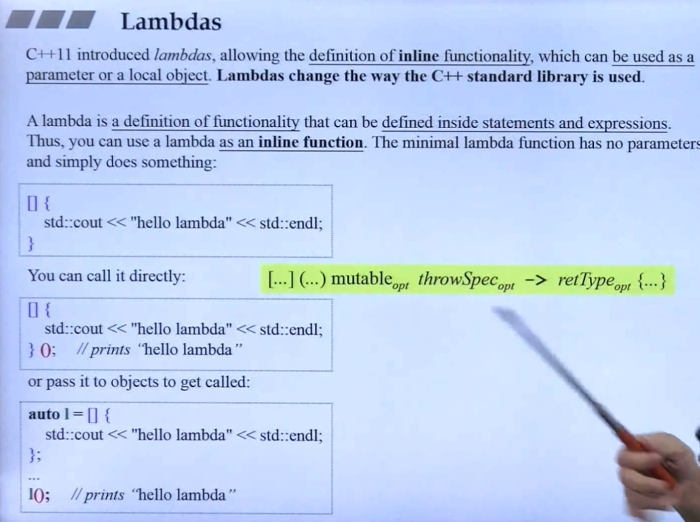 Lambdas
C++11 introduced lambdas, allowing the definition of inline functionality, which can be used as a
parameter or a local object. Lambdas change the way the C++ standard library is used.
A lambda is a definition of functionality that can be defined inside statements and expressions.
Thus, you can use a lambda as an inline function. The minimal lambda function has no parameters
and simply does something:
[] {
std::cout << "hello lambda" << std::endl;
}
You can call it directly:
[...] (...) mutable opt throwSpec opt -> retType opt {...}
[] {
std::cout << "hello lambda" << std::endl;
} (); // prints "hello lambda"
or pass it to objects to get called:
auto l = [] {
std::cout << "hello lambda" << std::endl;
};
...
l(); // prints "hello lambda"